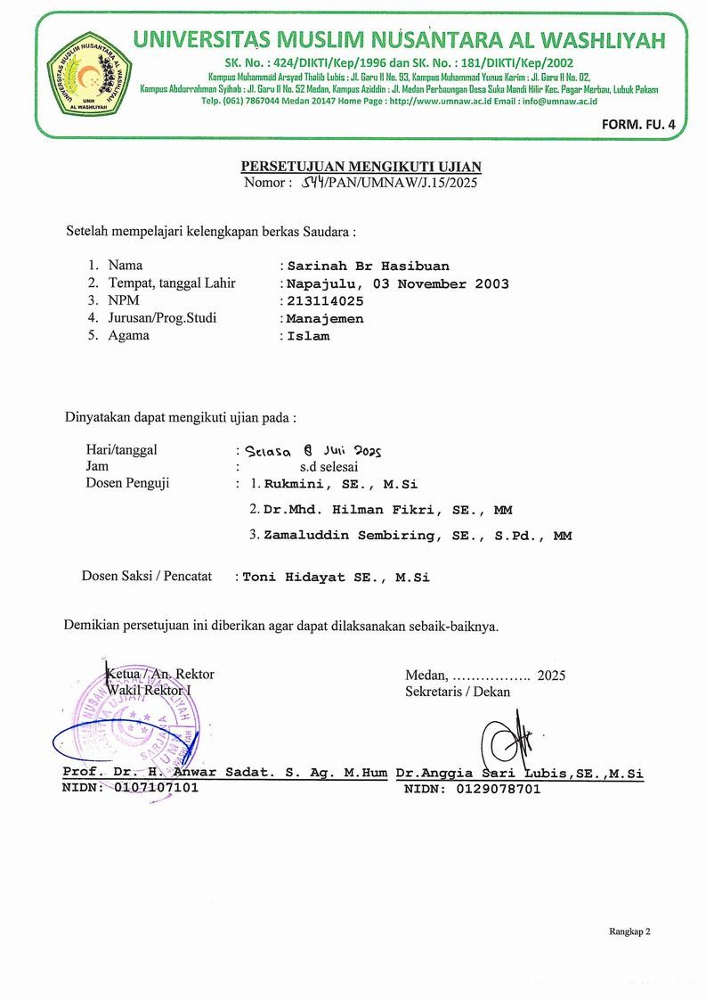 UNIVERSITAS MUSLIM NUSANTARA AL WASHLIYAH
SK. No. : 424/DIKTI/Kep/1996 dan SK. No. : 181/DIKTI/Kep/2002
Kampus Muhammad Arsyad Thalib Lubis : Jl. Garu II No. 93, Kampus Muhammad Yunus Karim : Jl. Garu II No. 02,
Kampus Abdurrahman Syihab : Jl. Garu II No. 52 Medan, Kampus Aziddin : Jl. Medan Perbaungan Desa Suka Mandi Hilir Kec. Pagar Merbau, Lubuk Pakam
Telp. (061) 7867044 Medan 20147 Home Page : http://www.umnaw.ac.id Email : info@umnaw.ac.id
UNIVERSITAS MUSLIM NUSANTARA AL WASHLIYAH
UMN
AL WASHLIYAH
FORM. FU. 4
PERSETUJUAN MENGIKUTI UJIAN
Nomor : 544/PAN/UMNAW/J.15/2025
Setelah mempelajari kelengkapan berkas Saudara :
1. Nama : Sarinah Br Hasibuan
2. Tempat, tanggal Lahir : Napajulu, 03 November 2003
3. NPM : 213114025
4. Jurusan/Prog.Studi : Manajemen
5. Agama : Islam
Dinyatakan dapat mengikuti ujian pada :
Hari/tanggal : Selasa 8 Juli 2025
Jam : s.d selesai
Dosen Penguji : 1. Rukmini, SE., M.Si
2. Dr.Mhd. Hilman Fikri, SE., MM
3. Zamaluddin Sembiring, SE., S.Pd., MM
Dosen Saksi / Pencatat : Toni Hidayat SE., M.Si
Demikian persetujuan ini diberikan agar dapat dilaksanakan sebaik-baiknya.
Ketua / An. Rektor
Wakil Rektor I
Medan, ................. 2025
Sekretaris / Dekan
PANITIA UJIAN
SARJANA
UMN
Prof. Dr. H. Anwar Sadat. S. Ag. M.Hum
NIDN: 0107107101
Dr.Anggia Sari Lubis,SE.,M.Si
NIDN: 0129078701
Rangkap 2